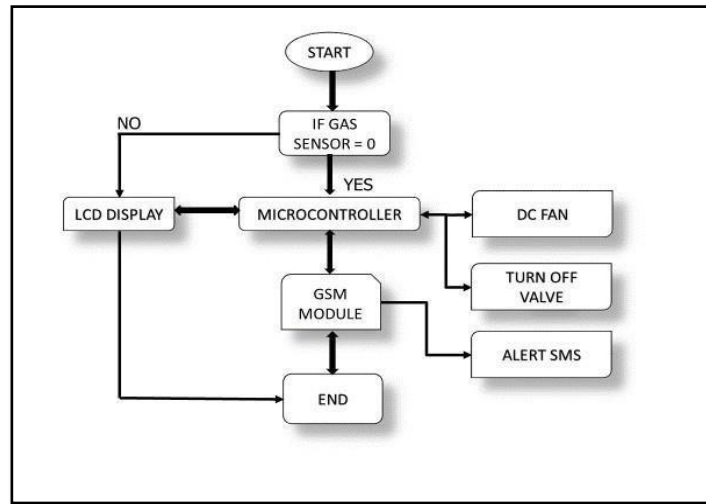 START
NO
IF GAS
SENSOR = 0
YES
LCD DISPLAY
MICROCONTROLLER
DC FAN
GSM
MODULE
TURN OFF
VALVE
ALERT SMS
END